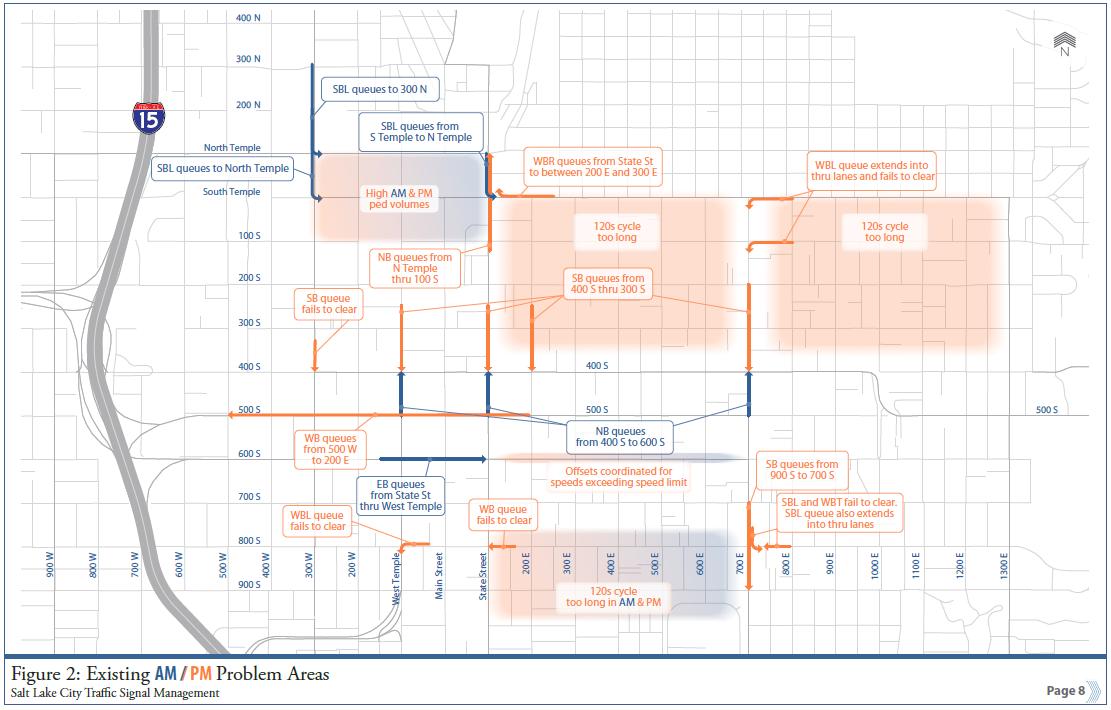 400 N
300 N
200 N
North Temple
South Temple
100 S
200 S
300 S
400 S
500 S
600 S
700 S
800 S
900 S
INTERSTATE
15
N
SBL queues to 300 N
SBL queues from
S Temple to N Temple
SBL queues to North Temple
High AM & PM
ped volumes
WBR queues from State St
to between 200 E and 300 E
WBL queue extends into
thru lanes and fails to clear
120s cycle
too long
120s cycle
too long
NB queues from
N Temple
thru 100 S
SB queues from
400 S thru 300 S
SB queue
fails to clear
400 S
500 S
500 S
NB queues
from 400 S to 600 S
WB queues
from 500 W
to 200 E
EB queues
from State St
thru West Temple
Offsets coordinated for
speeds exceeding speed limit
SB queues from
900 S to 700 S
WBL queue
fails to clear
WB queue
fails to clear
SBL and WBT fail to clear.
SBL queue also extends
into thru lanes
120s cycle
too long in AM & PM
900 W
800 W
700 W
600 W
500 W
400 W
300 W
200 W
West Temple
Main Street
State Street
200 E
300 E
400 E
500 E
600 E
700 E
800 E
900 E
1000 E
1100 E
1200 E
1300 E
Figure 2: Existing AM / PM Problem Areas
Salt Lake City Traffic Signal Management
Page 8